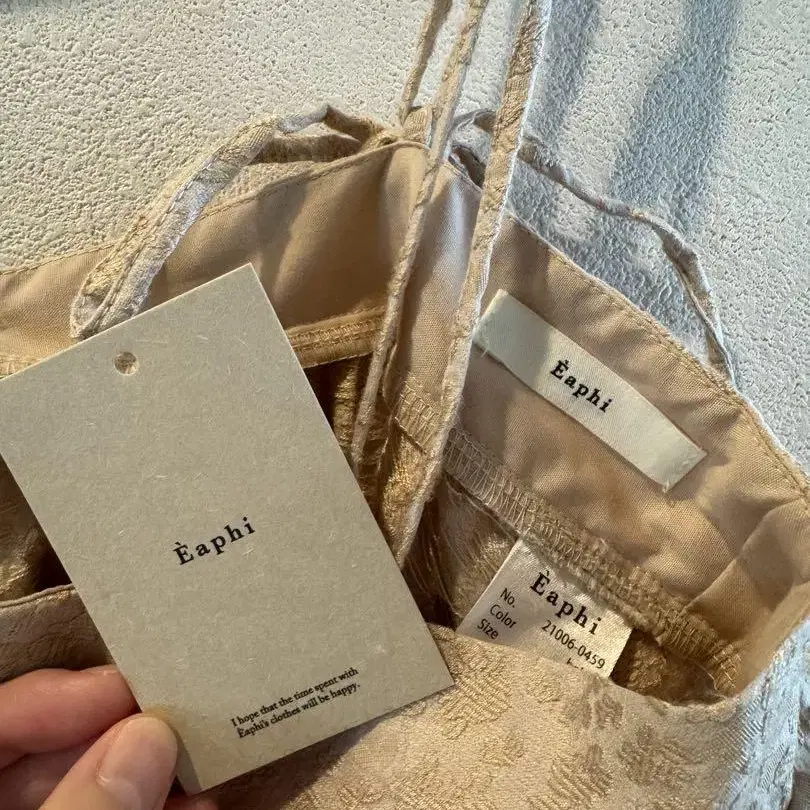 Èaphi
I hope that the time spent with
Èaphi's clothes will be happy.
Èaphi
Èaphi
No. 21006-0459
Color
Size